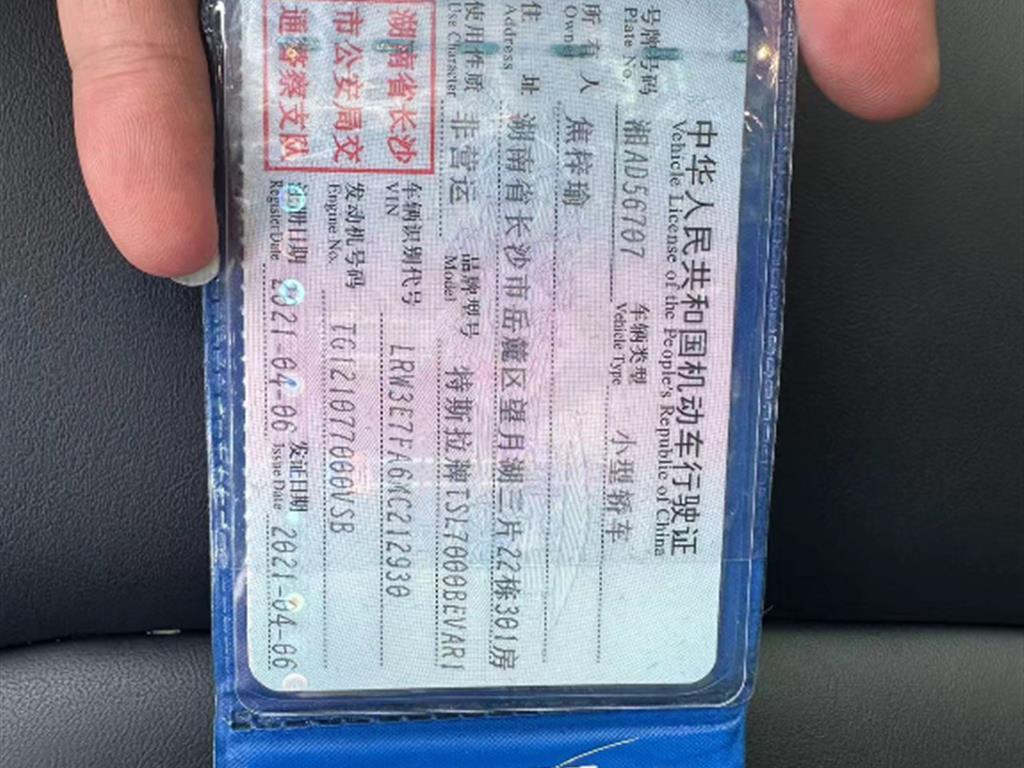 中华人民共和国机动车行驶证
Vehicle License of the People's Republic of China
号牌号码 湘AD56707 车辆类型 小型轿车
Plate No. Vehicle Type
所有人 焦梓瑜
Owner
住址 湖南省长沙市岳麓区望月湖三片22栋301房
Address
使用性质 非营运 品牌型号 特斯拉牌TSL7000BEVAR1
Use Character Model
湖南省长沙
市公安局交
通警察支队
车辆识别代号 LRW3E7FA6MC212930
VIN
发动机号码 TG121077000VSB
Engine No.
注册日期 2021-04-06 发证日期 2021-04-06
Register Date Issue Date